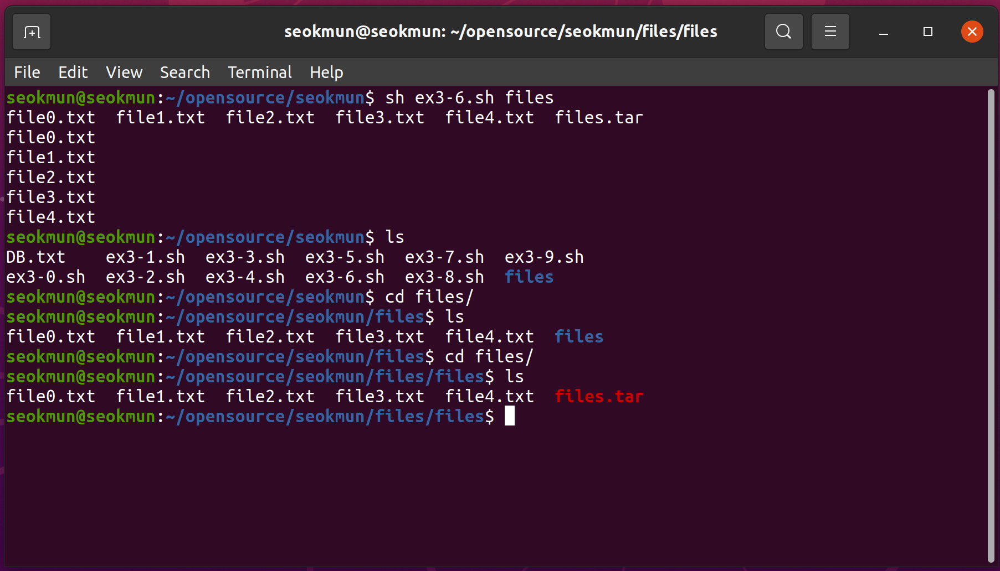 seokmun@seokmun: ~/opensource/seokmun/files/files
File Edit View Search Terminal Help
seokmun@seokmun:~/opensource/seokmun$ sh ex3-6.sh files
file0.txt  file1.txt  file2.txt  file3.txt  file4.txt  files.tar
file0.txt
file1.txt
file2.txt
file3.txt
file4.txt
seokmun@seokmun:~/opensource/seokmun$ ls
DB.txt    ex3-1.sh  ex3-3.sh  ex3-5.sh  ex3-7.sh  ex3-9.sh
ex3-0.sh  ex3-2.sh  ex3-4.sh  ex3-6.sh  ex3-8.sh  files
seokmun@seokmun:~/opensource/seokmun$ cd files/
seokmun@seokmun:~/opensource/seokmun/files$ ls
file0.txt  file1.txt  file2.txt  file3.txt  file4.txt  files
seokmun@seokmun:~/opensource/seokmun/files$ cd files/
seokmun@seokmun:~/opensource/seokmun/files/files$ ls
file0.txt  file1.txt  file2.txt  file3.txt  file4.txt  files.tar
seokmun@seokmun:~/opensource/seokmun/files/files$